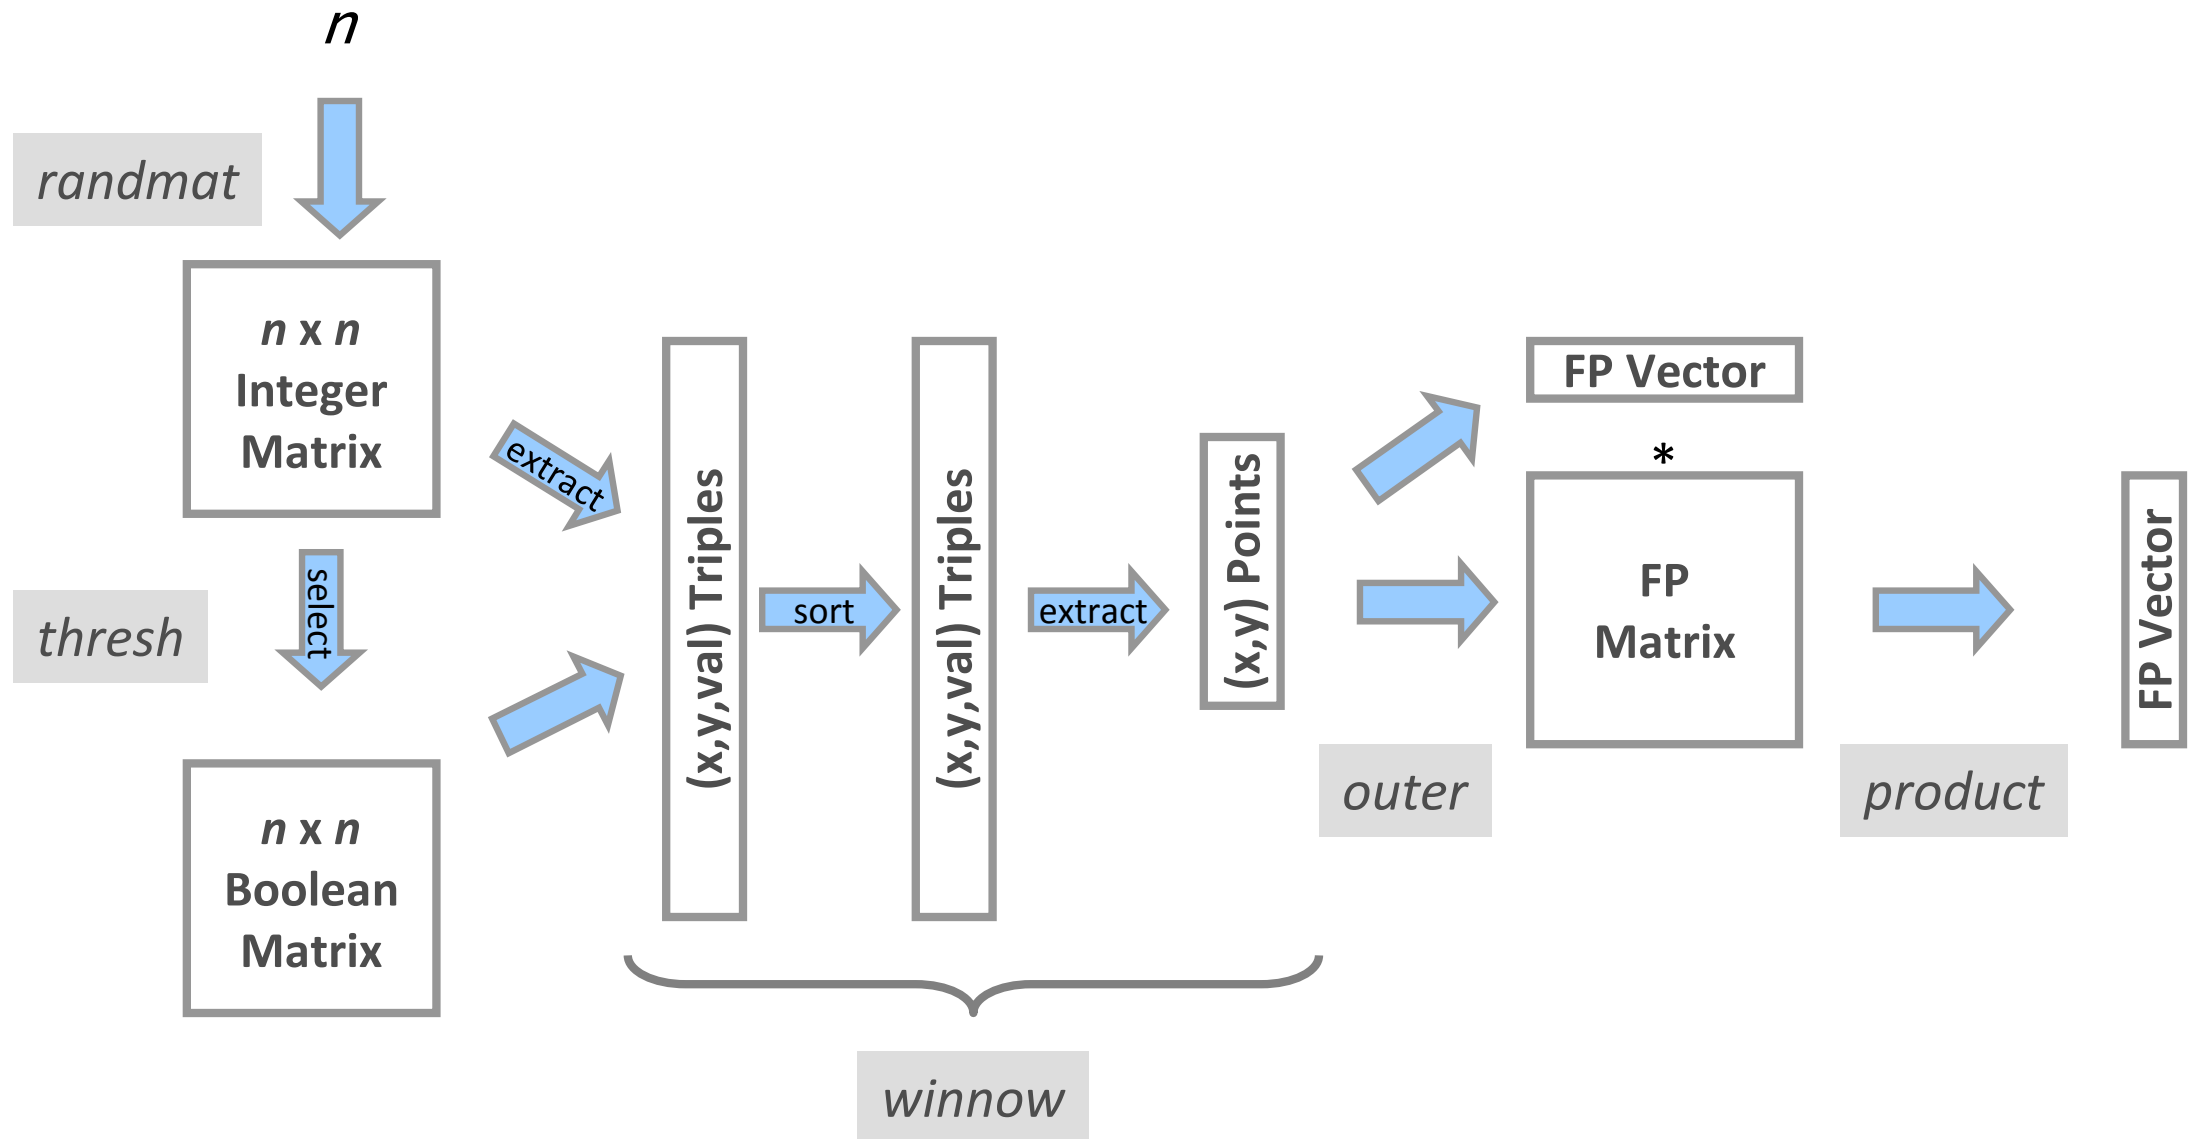 n
randmat
n x n
Integer
Matrix
extract
select
thresh
n x n
Boolean
Matrix
(x,y,val) Triples
sort
(x,y,val) Triples
extract
(x,y) Points
winnow
outer
FP Vector
*
FP
Matrix
product
FP Vector